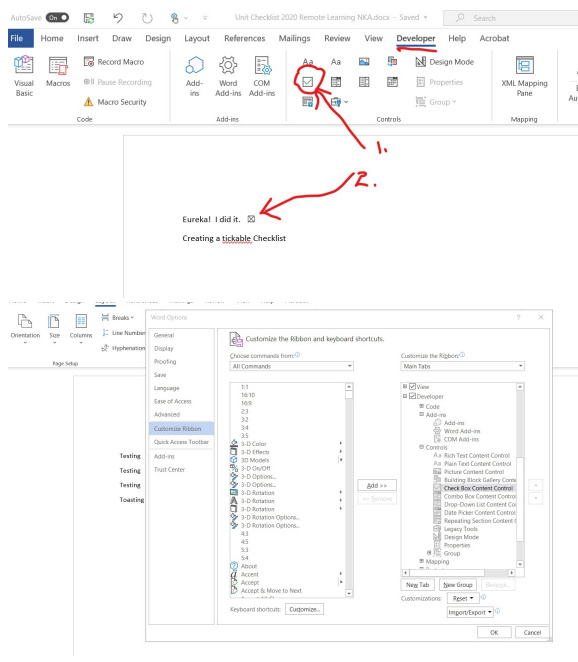 AutoSave On Unit Checklist 2020 Remote Learning NKA.docx - Saved Search
File Home Insert Draw Design Layout References Mailings Review View Developer Help Acrobat
Visual Basic
Macros
Record Macro
Pause Recording
Macro Security
Code
Add-ins
Word Add-ins
COM Add-ins
Add-ins
Aa Aa
Design Mode
Properties
Group
Controls
XML Mapping Pane
Mapping
1.
2.
Eureka! I did it.
Creating a tickable Checklist
Orientation
Size
Columns
Breaks
Line Number
Hyphenation
Page Setup
Testing
Testing
Testing
Toasting
Word Options ? ×
General
Display
Proofing
Save
Language
Ease of Access
Advanced
Customize Ribbon
Quick Access Toolbar
Add-ins
Trust Center
Customize the Ribbon and keyboard shortcuts.
Choose commands from:
All Commands
1:1
16:10
16:9
2:3
3:2
3:4
3:5
3-D Color
3-D Effects
3D Models
3-D On/Off
3-D Options...
3-D Options...
3-D Rotation
3-D Rotation
3-D Rotation
3-D Rotation Options...
3-D Rotation Options...
4:3
4:5
5:3
5:4
About
Accent
Accept
Accept & Move to Next
Keyboard shortcuts: Customize...
Add >>
<< Remove
Customize the Ribbon:
Main Tabs
View
Developer
Code
Add-ins
Add-ins
Word Add-ins
COM Add-ins
Controls
Aa Rich Text Content Control
Aa Plain Text Content Control
Picture Content Control
Building Block Gallery Conte
Check Box Content Control
Combo Box Content Control
Drop-Down List Content Co
Date Picker Content Control
Repeating Section Content C
Legacy Tools
Design Mode
Properties
Group
Mapping
New Tab New Group Rename...
Customizations: Reset
Import/Export
OK Cancel